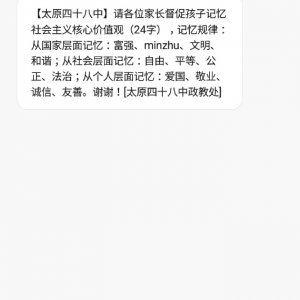 【太原四十八中】请各位家长督促孩子记忆
社会主义核心价值观（24字），记忆规律：
从国家层面记忆：富强、minzhu、文明、
和谐；从社会层面记忆：自由、平等、公
正、法治；从个人层面记忆：爱国、敬业、
诚信、友善。谢谢！[太原四十八中政教处]